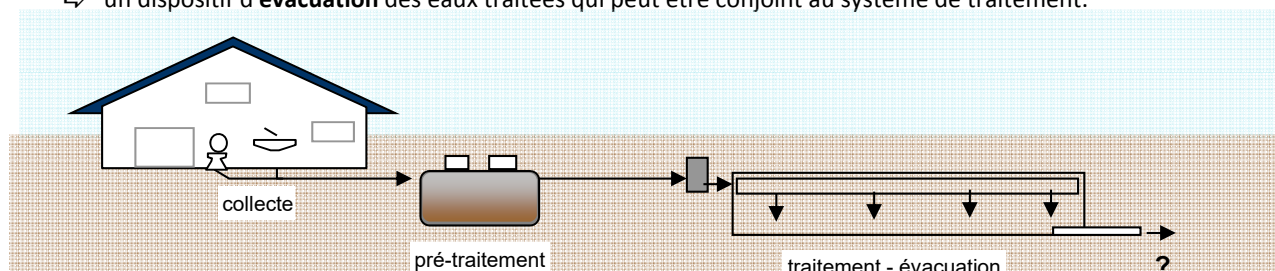 ⇨ un dispositif d'évacuation des eaux traitées qui peut être conjoint au système de traitement.
collecte
pré-traitement
traitement - évacuation
?